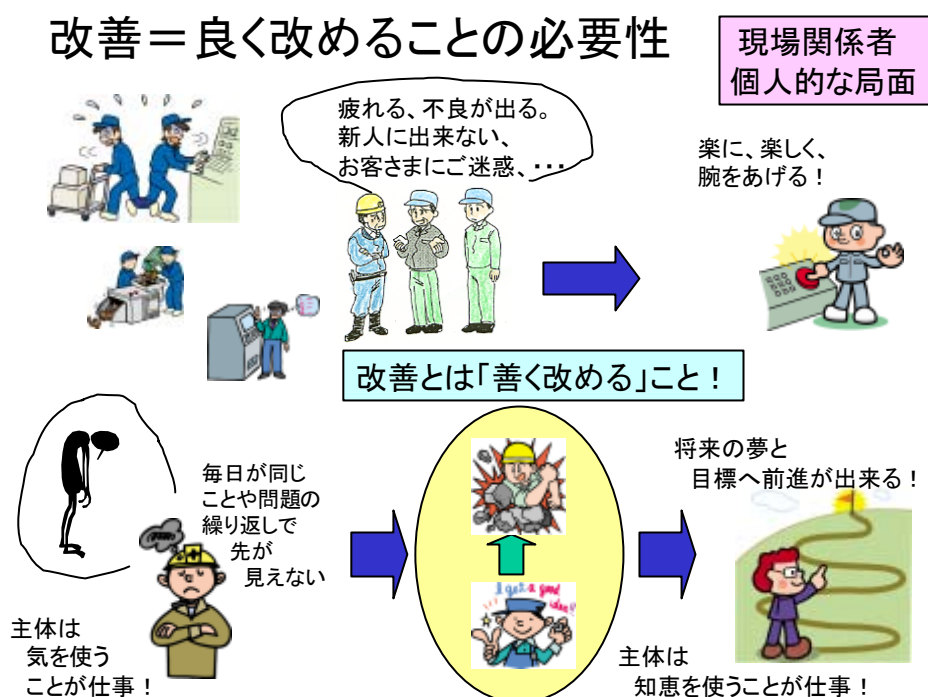 改善＝良く改めることの必要性
現場関係者
個人的な局面
疲れる、不良が出る。
新人に出来ない、
お客さまにご迷惑、・・・
楽に、楽しく、
腕をあげる！
改善とは「善く改める」こと！
毎日が同じ
ことや問題の
繰り返しで
先が
見えない
主体は
気を使う
ことが仕事！
I get a good
idea!!
将来の夢と
目標へ前進が出来る！
主体は
知恵を使うことが仕事！